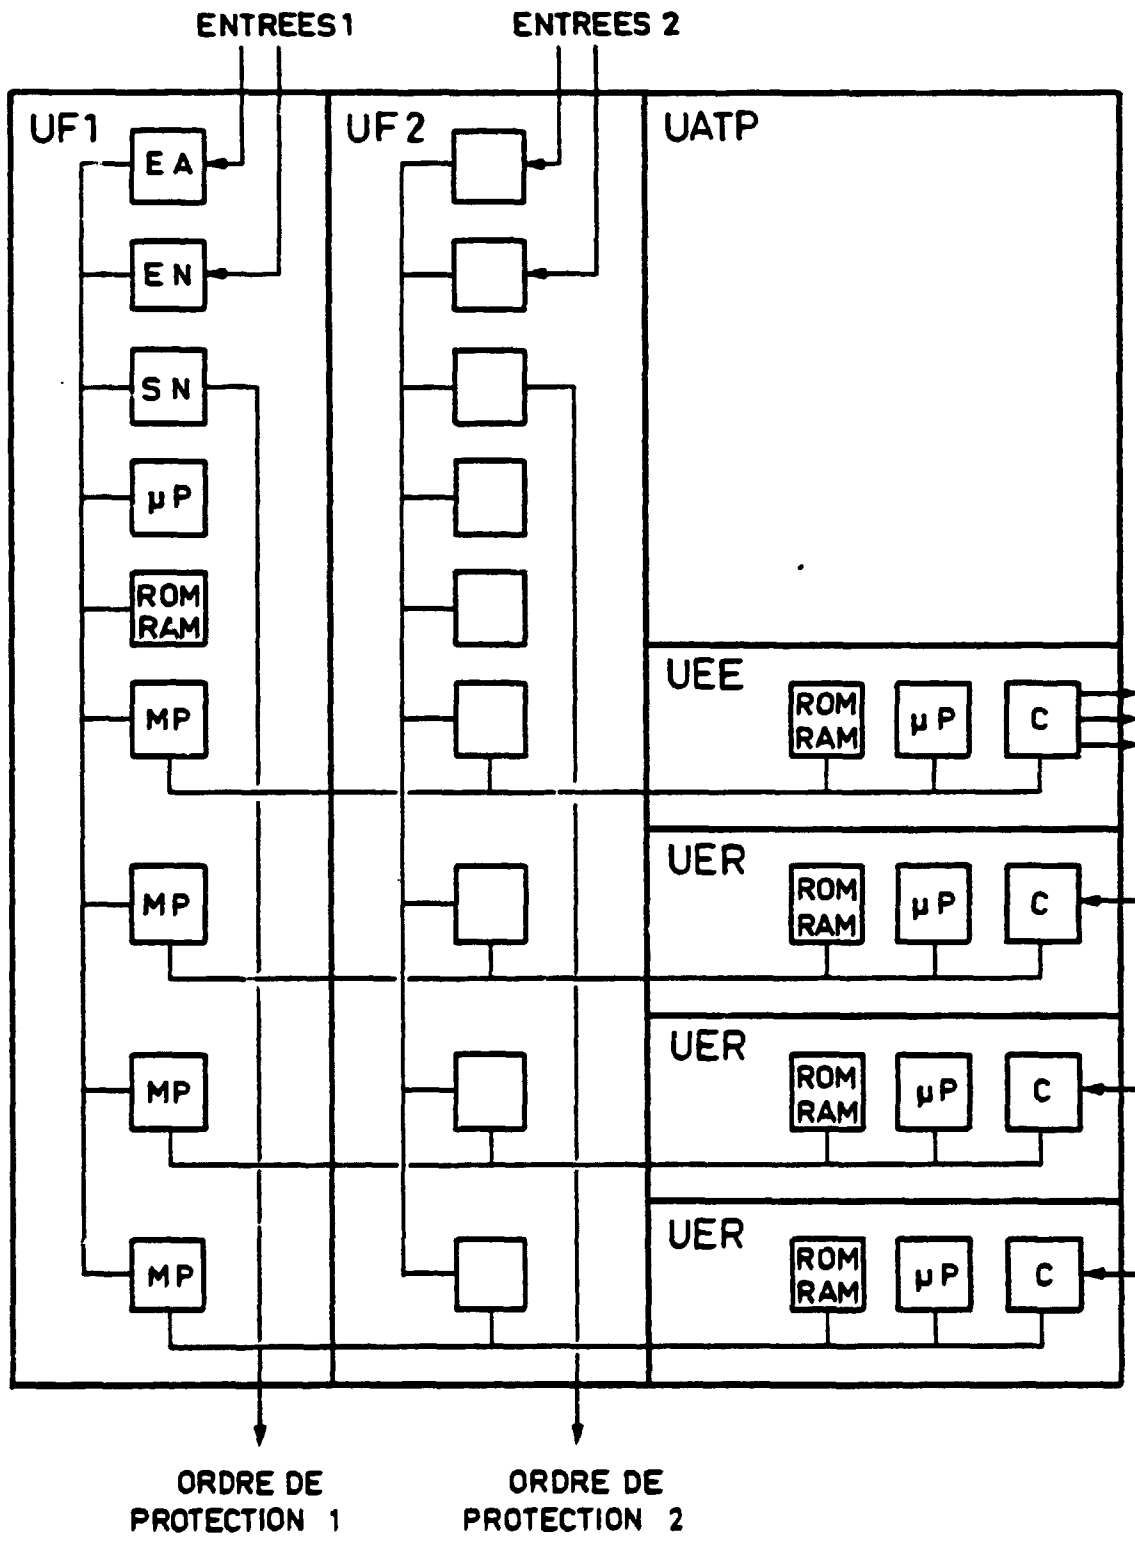 ENTREES 1
ENTREES 2
UF1
UF2
UATP
EA
EN
SN
µP
ROM
RAM
MP
UEE
ROM
RAM
µP
C
MP
UER
ROM
RAM
µP
C
MP
UER
ROM
RAM
µP
C
MP
UER
ROM
RAM
µP
C
ORDRE DE
PROTECTION 1
ORDRE DE
PROTECTION 2